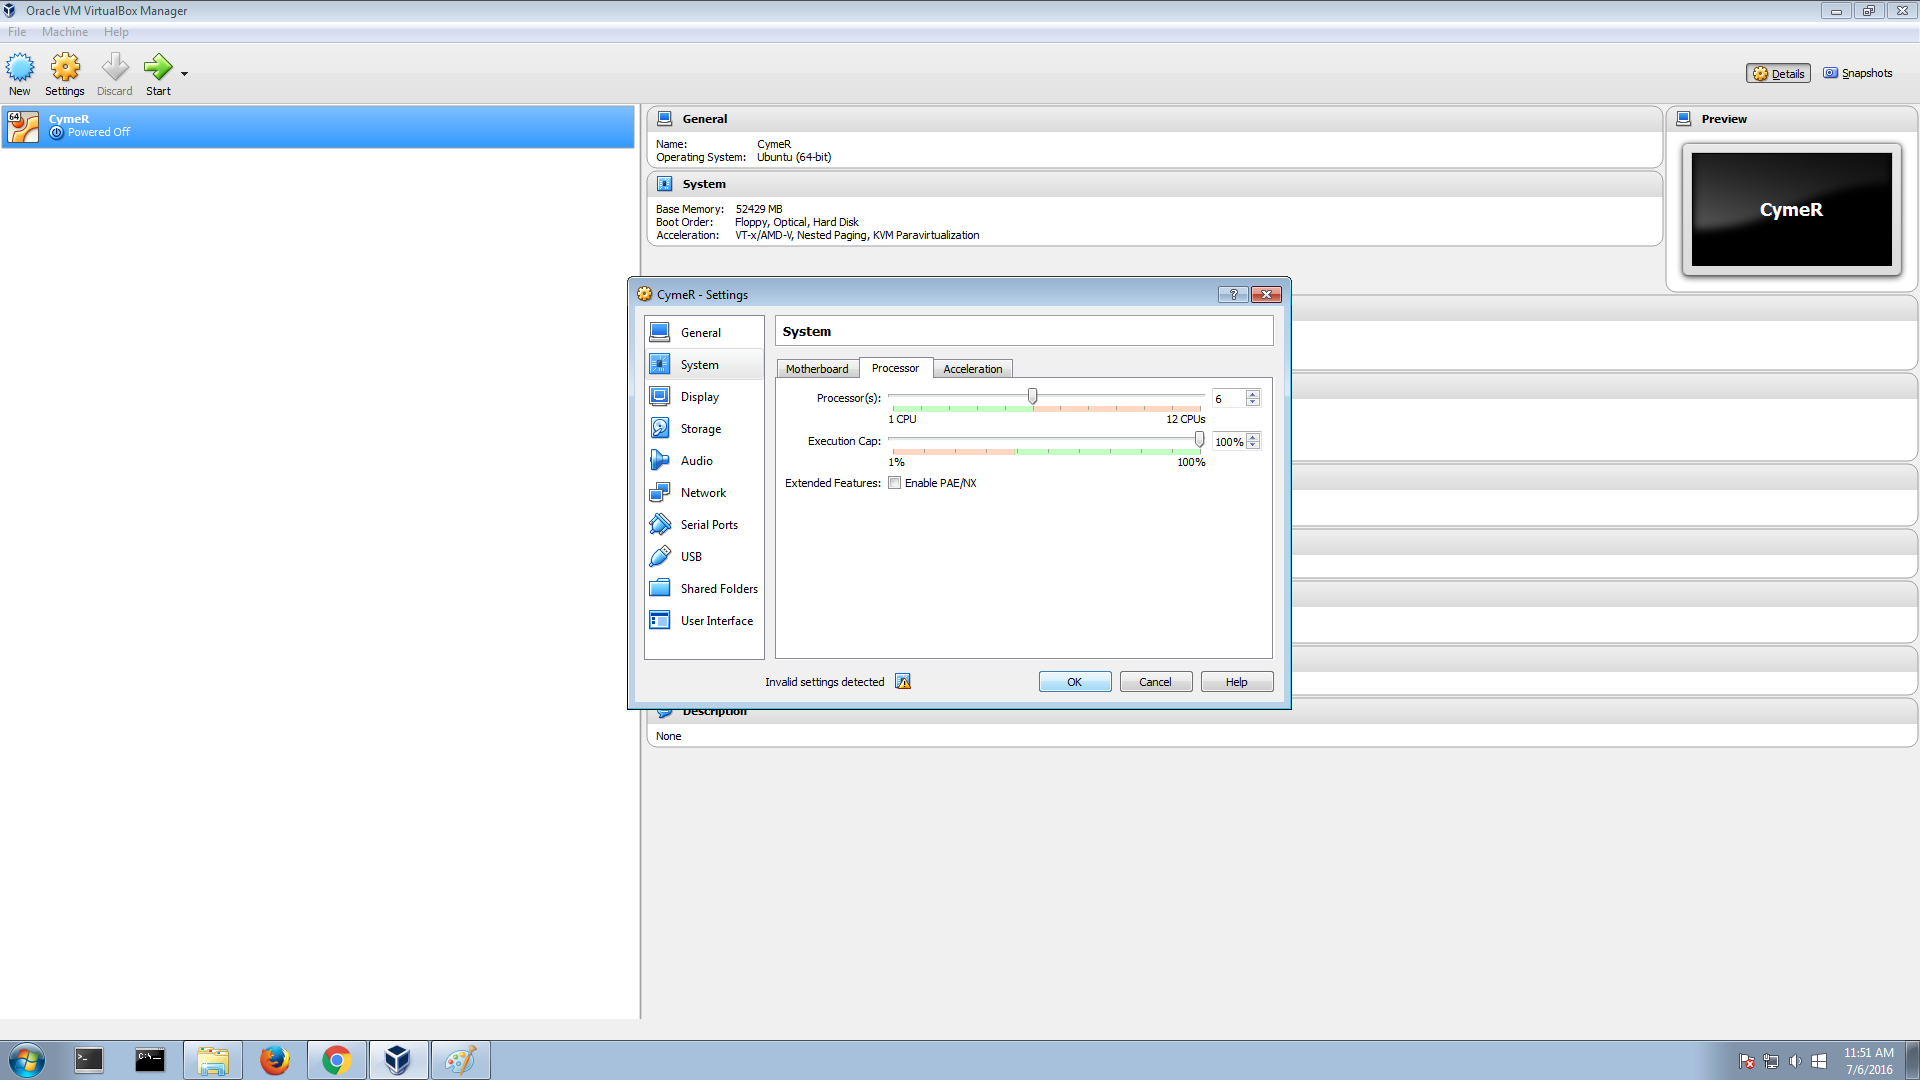 Oracle VM VirtualBox Manager
File Machine Help
New Settings Discard Start
Details Snapshots
64
CymeR
Powered Off
General
Name: CymeR
Operating System: Ubuntu (64-bit)
System
Base Memory: 52429 MB
Boot Order: Floppy, Optical, Hard Disk
Acceleration: VT-x/AMD-V, Nested Paging, KVM Paravirtualization
Preview
CymeR
CymeR - Settings
?
General
System
Display
Storage
Audio
Network
Serial Ports
USB
Shared Folders
User Interface
System
Motherboard Processor Acceleration
Processor(s): 6
1 CPU 12 CPUs
Execution Cap: 100%
1% 100%
Extended Features: Enable PAE/NX
Invalid settings detected
OK Cancel Help
Description
None
11:51 AM
7/6/2016